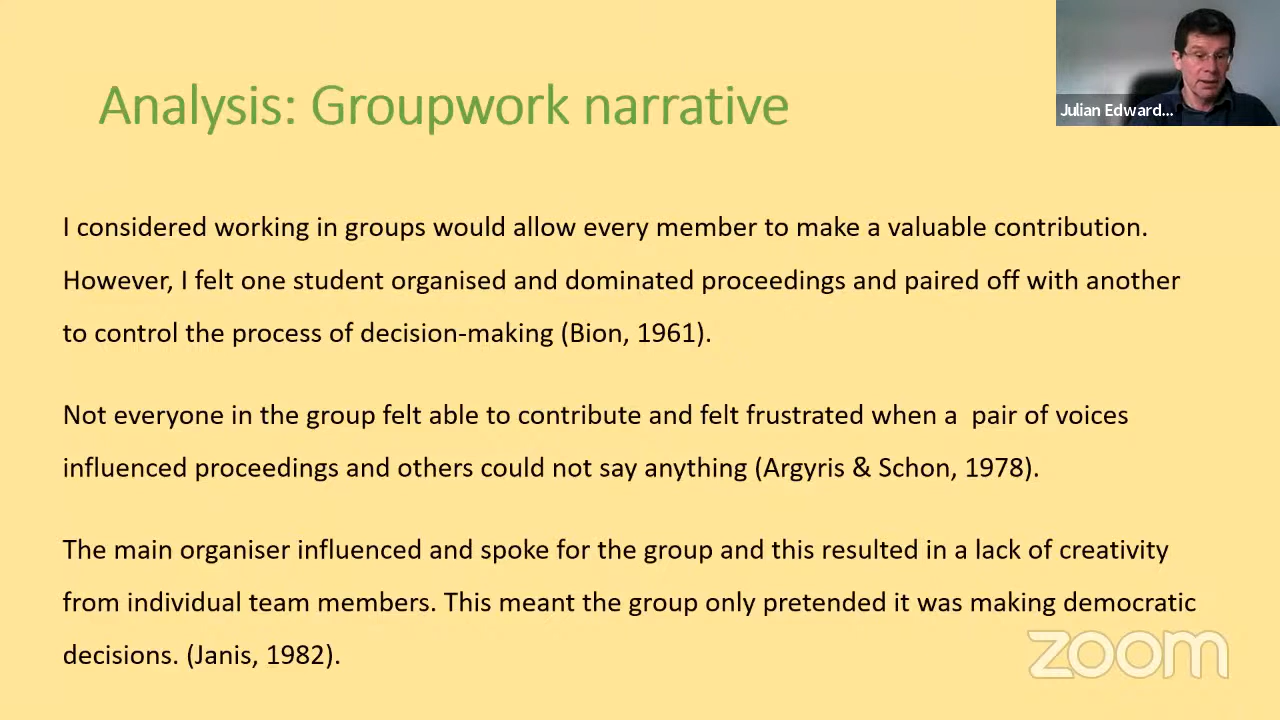 Analysis: Groupwork narrative
Julian Edward...
I considered working in groups would allow every member to make a valuable contribution.
However, I felt one student organised and dominated proceedings and paired off with another
to control the process of decision-making (Bion, 1961).
Not everyone in the group felt able to contribute and felt frustrated when a  pair of voices
influenced proceedings and others could not say anything (Argyris & Schon, 1978).
The main organiser influenced and spoke for the group and this resulted in a lack of creativity
from individual team members. This meant the group only pretended it was making democratic
decisions. (Janis, 1982).
zoom